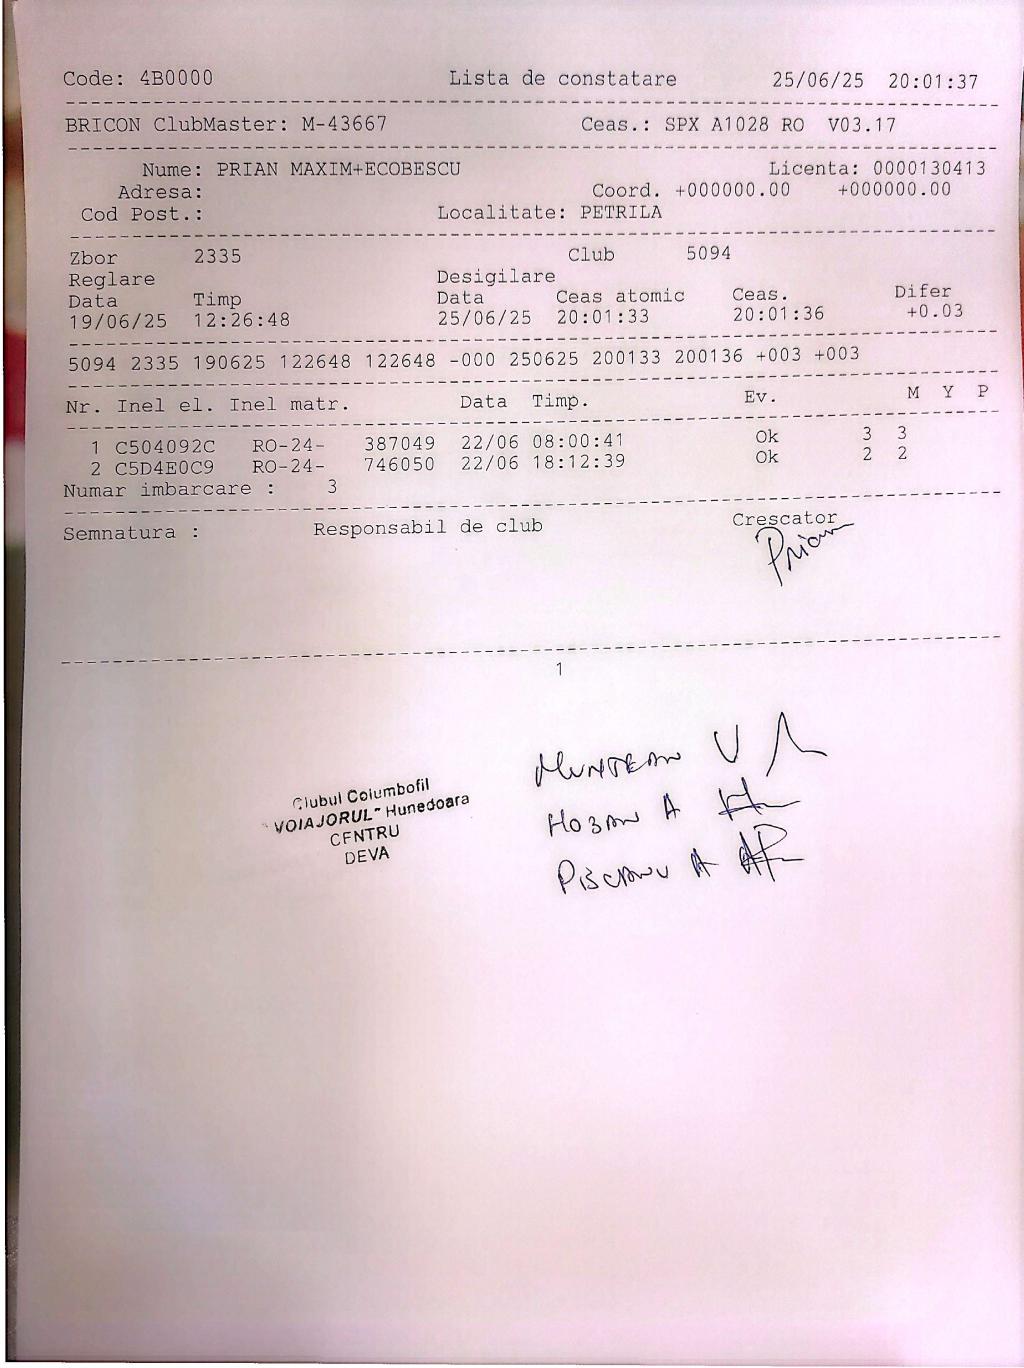 Code: 4B0000 Lista de constatare 25/06/25 20:01:37
BRICON ClubMaster: M-43667 Ceas.: SPX A1028 RO V03.17
Nume: PRIAN MAXIM+ECOBESCU Licenta: 0000130413
Adresa: Coord. +000000.00 +000000.00
Cod Post.: Localitate: PETRILA
Zbor 2335 Club 5094
Reglare Desigilare
Data Timp Data Ceas atomic Ceas. Difer
19/06/25 12:26:48 25/06/25 20:01:33 20:01:36 +0.03
5094 2335 190625 122648 122648 -000 250625 200133 200136 +003 +003
Nr. Inel el. Inel matr. Data Timp. Ev. M Y P
1 C504092C RO-24- 387049 22/06 08:00:41 Ok 3 3
2 C5D4E0C9 RO-24- 746050 22/06 18:12:39 Ok 2 2
Numar imbarcare : 3
Semnatura : Responsabil de club Crescator
Prian
1
MUNTEAN V
Clubul Columbofil
"VOIAJORUL" Hunedoara
CENTRU
DEVA
HOZAN A
A